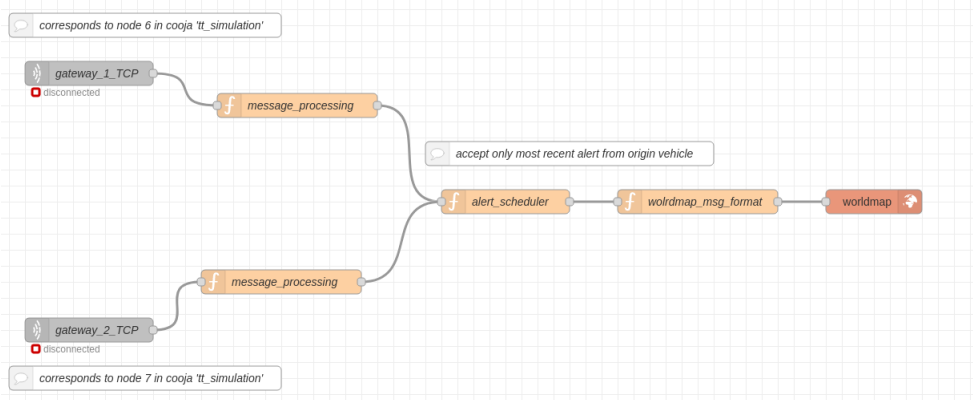 corresponds to node 6 in cooja 'tt_simulation'
gateway_1_TCP
disconnected
message_processing
accept only most recent alert from origin vehicle
alert_scheduler
wolrdmap_msg_format
worldmap
message_processing
gateway_2_TCP
disconnected
corresponds to node 7 in cooja 'tt_simulation'